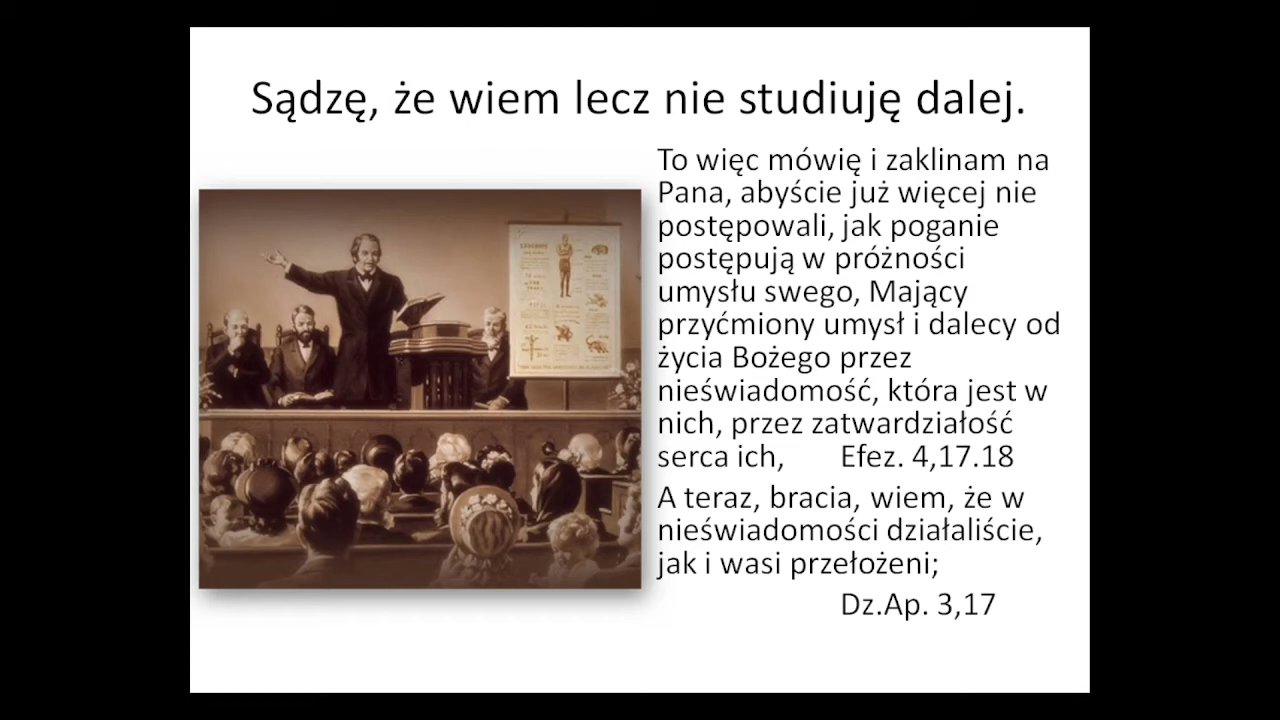 Sądzę, że wiem lecz nie studiuję dalej.
To więc mówię i zaklinam na
Pana, abyście już więcej nie
postępowali, jak poganie
postępują w próżności
umysłu swego, Mający
przyćmiony umysł i dalecy od
życia Bożego przez
nieświadomość, która jest w
nich, przez zatwardziałość
serca ich, Efez. 4,17.18
A teraz, bracia, wiem, że w
nieświadomości działaliście,
jak i wasi przełożeni;
Dz.Ap. 3,17